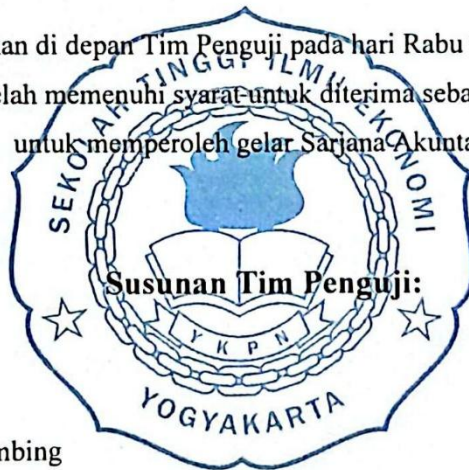 an di depan Tim Penguji pada hari Rabu
elah memenuhi syarat untuk diterima seba
untuk memperoleh gelar Sarjana Akunta
SEKOLAH TINGGI ILMU EKONOMI
Susunan Tim Penguji:
Y K P N
YOGYAKARTA
mbing